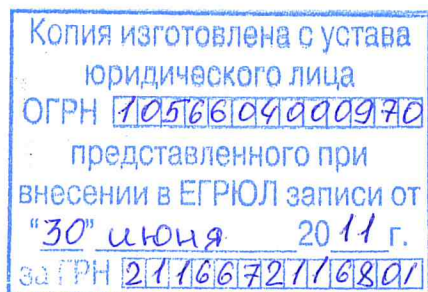 Копия изготовлена с устава
юридического лица
ОГРН 1056604000970
представленного при
внесении в ЕГРЮЛ записи от
"30" июня 2011 г.
за ГРН 2116672116801